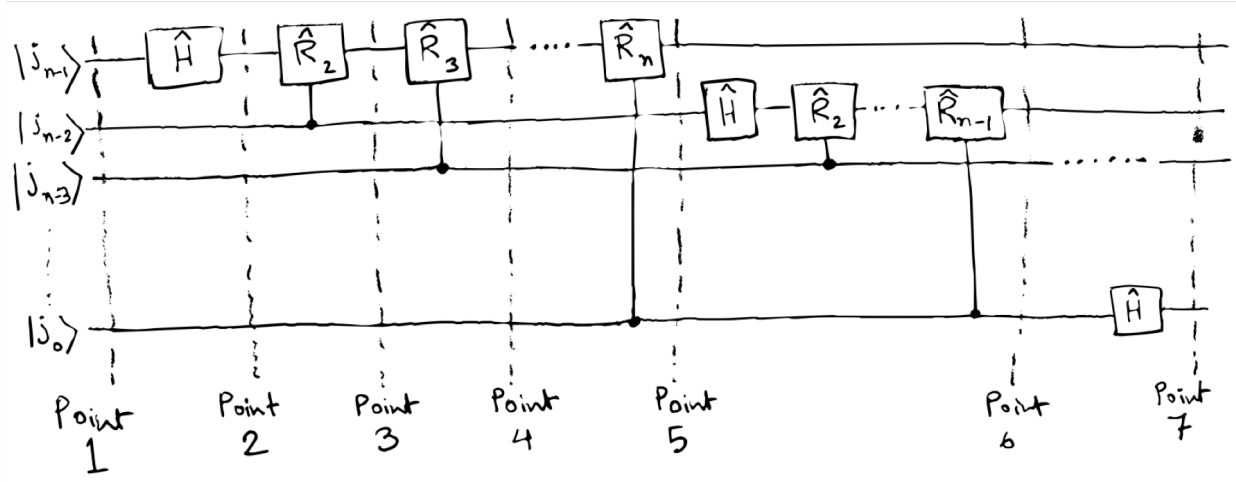 |j_{n-1}⟩ Ĥ R̂_2 R̂_3 .... R̂_n
|j_{n-2}⟩ Ĥ R̂_2 ... R̂_{n-1}
|j_{n-3}⟩ .......
|j_0⟩ Ĥ
Point 1
Point 2
Point 3
Point 4
Point 5
Point 6
Point 7